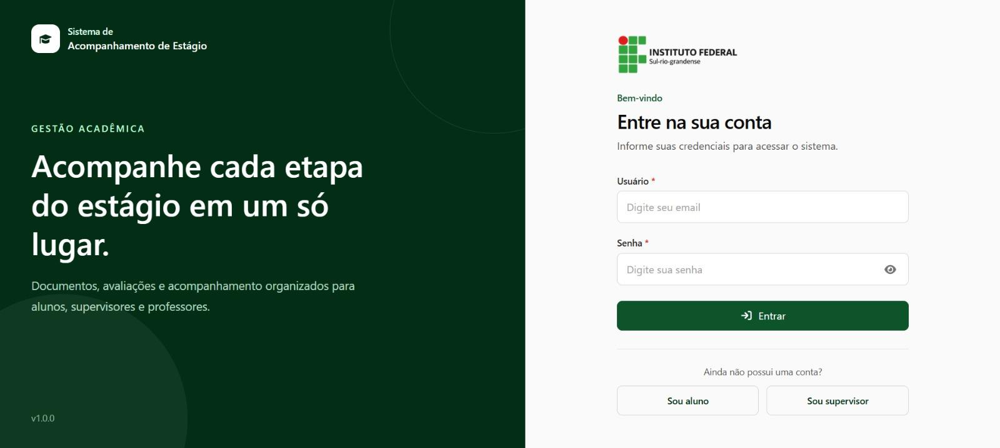 Sistema de
Acompanhamento de Estágio
GESTÃO ACADÊMICA
Acompanhe cada etapa
do estágio em um só
lugar.
Documentos, avaliações e acompanhamento organizados para
alunos, supervisores e professores.
v1.0.0
INSTITUTO FEDERAL
Sul-rio-grandense
Bem-vindo
Entre na sua conta
Informe suas credenciais para acessar o sistema.
Usuário *
Digite seu email
Senha *
Digite sua senha
Entrar
Ainda não possui uma conta?
Sou aluno
Sou supervisor